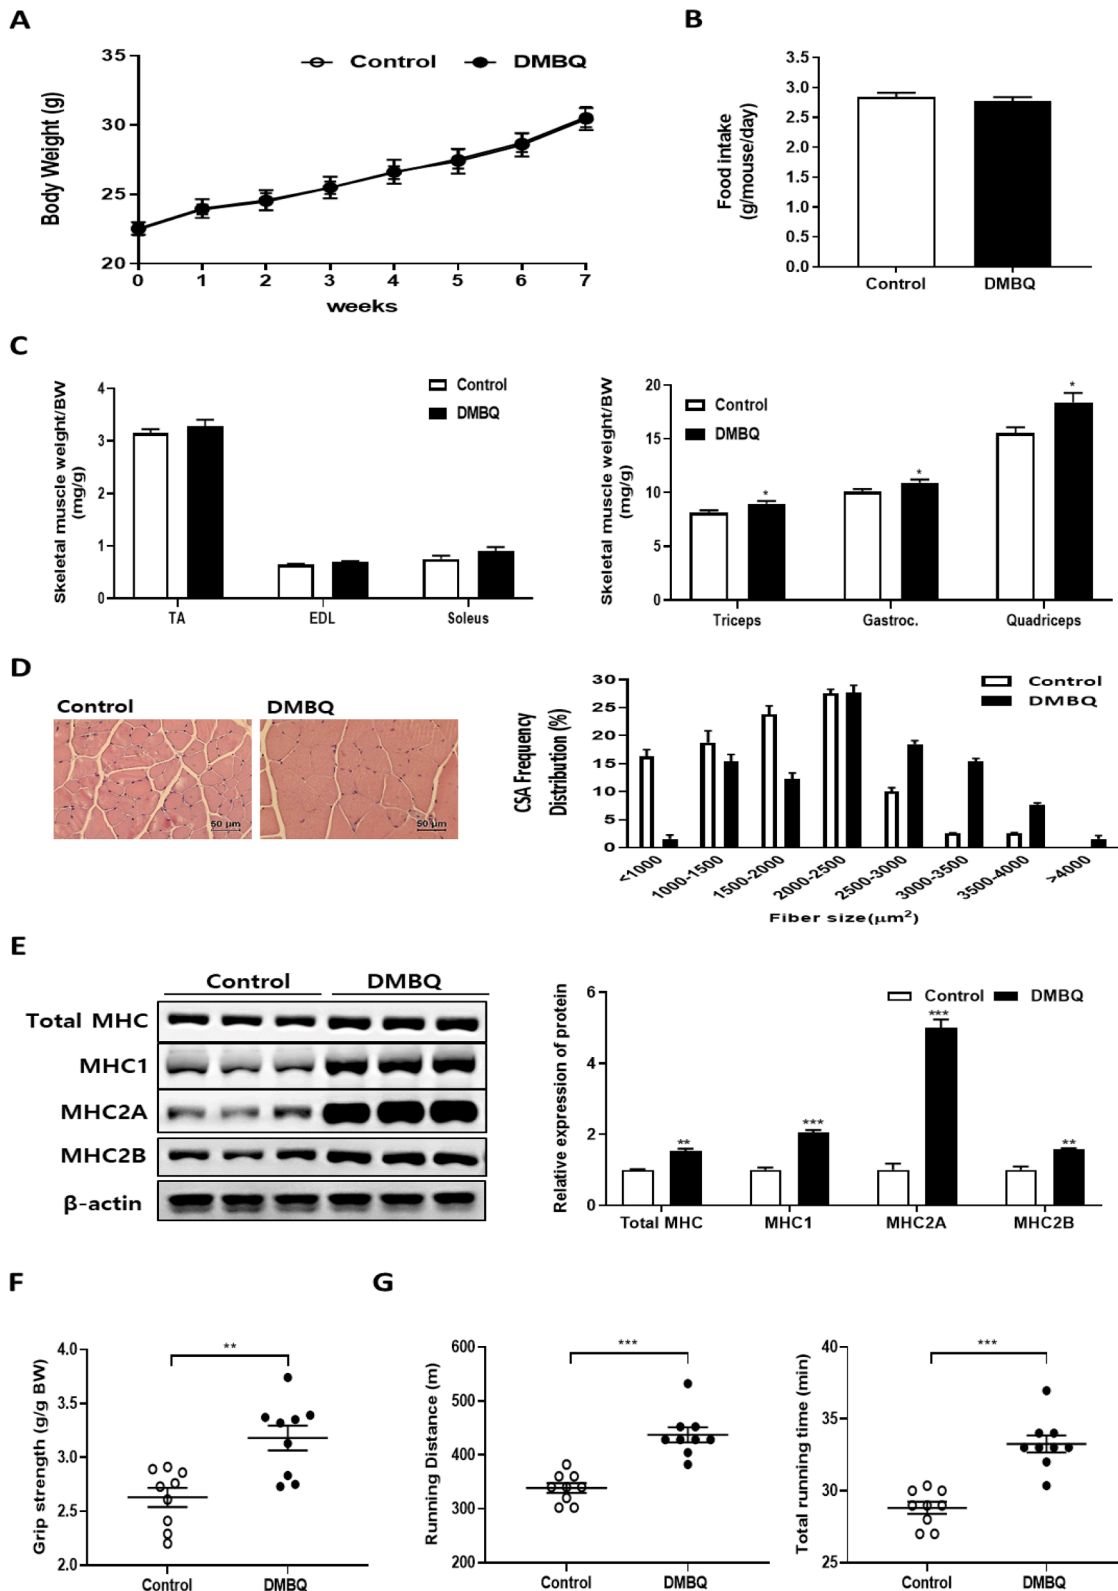 A
Body Weight (g)
35
30
25
20
Control
DMBQ
0 1 2 3 4 5 6 7
weeks
B
Food intake
(g/mouse/day)
3.5
3.0
2.5
2.0
1.5
1.0
0.5
0.0
Control DMBQ
C
Skeletal muscle weight/BW
(mg/g)
4
3
2
1
0
Control
DMBQ
TA EDL Soleus
Skeletal muscle weight/BW
(mg/g)
20
15
10
5
0
Control
DMBQ
*
*
*
Triceps Gastroc. Quadriceps
D
Control DMBQ
50 μm 50 μm
CSA Frequency
Distribution (%)
30
25
20
15
10
5
0
Control
DMBQ
<1000 1000-1500 1500-2000 2000-2500 2500-3000 3000-3500 3500-4000 >4000
Fiber size(μm²)
E
Control DMBQ
Total MHC
MHC1
MHC2A
MHC2B
β-actin
Relative expression of protein
6
4
2
0
Control DMBQ
** *** *** **
Total MHC MHC1 MHC2A MHC2B
F
Grip strength (g/g BW)
4.0
3.5
3.0
2.5
2.0
**
Control DMBQ
G
Running Distance (m)
600
500
400
300
200
***
Control DMBQ
Total running time (min)
40
35
30
25
***
Control DMBQ